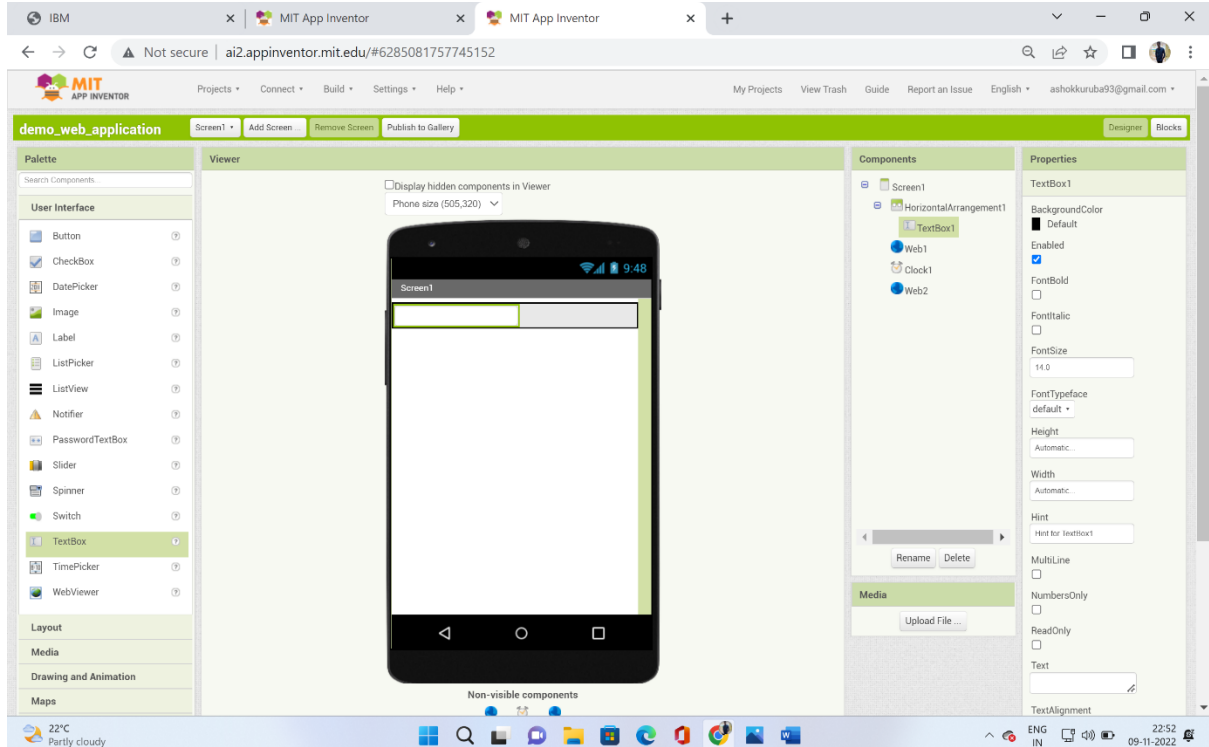 IBM
MIT App Inventor
MIT App Inventor
Not secure
ai2.appinventor.mit.edu/#6285081757745152
MIT
APP INVENTOR
Projects
Connect
Build
Settings
Help
My Projects
View Trash
Guide
Report an Issue
English
ashokkuruba93@gmail.com
demo_web_application
Screen1
Add Screen ...
Remove Screen
Publish to Gallery
Designer
Blocks
Palette
Search Components...
User Interface
Button
CheckBox
DatePicker
Image
Label
ListPicker
ListView
Notifier
PasswordTextBox
Slider
Spinner
Switch
TextBox
TimePicker
WebViewer
Layout
Media
Drawing and Animation
Maps
Viewer
Display hidden components in Viewer
Phone size (505,320)
9:48
Screen1
Non-visible components
Components
Screen1
HorizontalArrangement1
TextBox1
Web1
Clock1
Web2
Rename
Delete
Media
Upload File ...
Properties
TextBox1
BackgroundColor
Default
Enabled
FontBold
FontItalic
FontSize
14.0
FontTypeface
default
Height
Automatic...
Width
Automatic...
Hint
Hint for TextBox1
MultiLine
NumbersOnly
ReadOnly
Text
TextAlignment
22°C
Partly cloudy
ENG
IN
22:52
09-11-2022